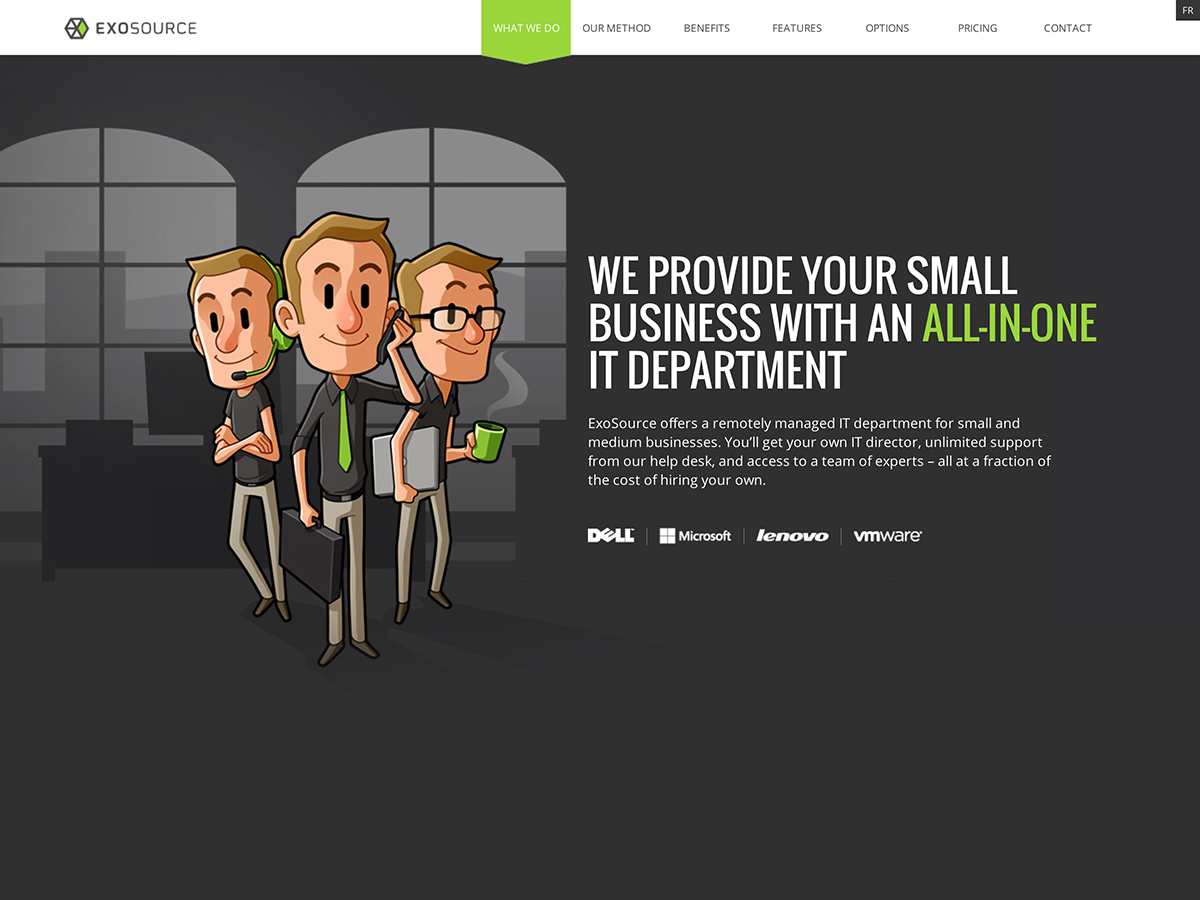 EXOSOURCE
WHAT WE DO
OUR METHOD
BENEFITS
FEATURES
OPTIONS
PRICING
CONTACT
FR
WE PROVIDE YOUR SMALL
BUSINESS WITH AN ALL-IN-ONE
IT DEPARTMENT
ExoSource offers a remotely managed IT department for small and
medium businesses. You’ll get your own IT director, unlimited support
from our help desk, and access to a team of experts – all at a fraction of
the cost of hiring your own.
DELL
Microsoft
lenovo
vmware